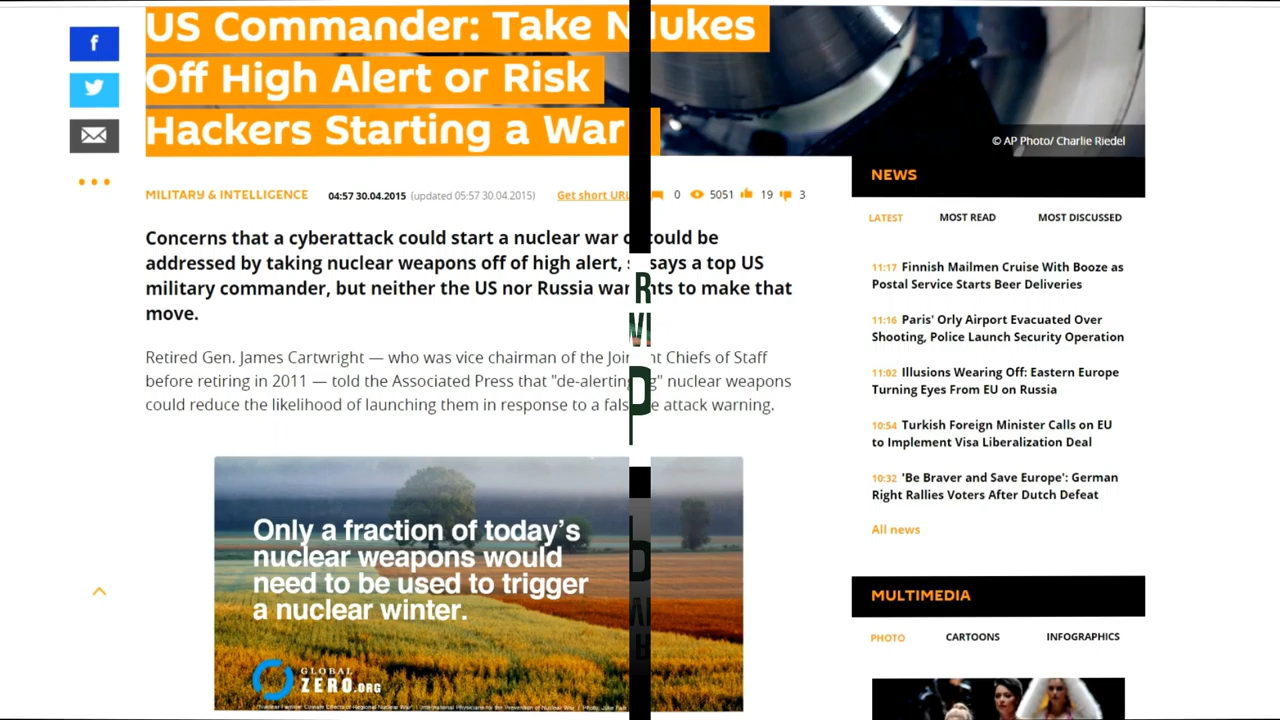 US Commander: Take Nukes
Off High Alert or Risk
Hackers Starting a War
© AP Photo/ Charlie Riedel
MILITARY & INTELLIGENCE
04:57 30.04.2015 (updated 05:57 30.04.2015)
Get short URL
0
5051
19
3
Concerns that a cyberattack could start a nuclear war could be
addressed by taking nuclear weapons off of high alert, says a top US
military commander, but neither the US nor Russia wants to make that
move.
Retired Gen. James Cartwright — who was vice chairman of the Joint Chiefs of Staff
before retiring in 2011 — told the Associated Press that "de-alerting" nuclear weapons
could reduce the likelihood of launching them in response to a false attack warning.
Only a fraction of today's
nuclear weapons would
need to be used to trigger
a nuclear winter.
GLOBAL
ZERO.ORG
NEWS
LATEST
MOST READ
MOST DISCUSSED
11:17 Finnish Mailmen Cruise With Booze as
Postal Service Starts Beer Deliveries
11:16 Paris' Orly Airport Evacuated Over
Shooting, Police Launch Security Operation
11:02 Illusions Wearing Off: Eastern Europe
Turning Eyes From EU on Russia
10:54 Turkish Foreign Minister Calls on EU
to Implement Visa Liberalization Deal
10:32 'Be Braver and Save Europe': German
Right Rallies Voters After Dutch Defeat
All news
MULTIMEDIA
PHOTO
CARTOONS
INFOGRAPHICS